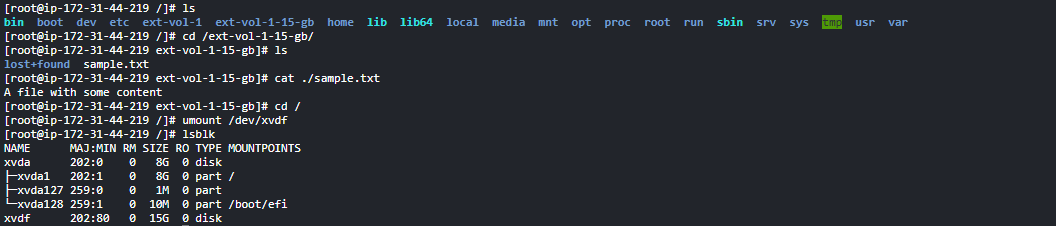 [root@ip-172-31-44-219 /]# ls
bin  boot  dev  etc  ext-vol-1  ext-vol-1-15-gb  home  lib  lib64  local  media  mnt  opt  proc  root  run  sbin  srv  sys  tmp  usr  var
[root@ip-172-31-44-219 /]# cd /ext-vol-1-15-gb/
[root@ip-172-31-44-219 ext-vol-1-15-gb]# ls
lost+found  sample.txt
[root@ip-172-31-44-219 ext-vol-1-15-gb]# cat ./sample.txt
A file with some content
[root@ip-172-31-44-219 ext-vol-1-15-gb]# cd /
[root@ip-172-31-44-219 /]# umount /dev/xvdf
[root@ip-172-31-44-219 /]# lsblk
NAME      MAJ:MIN RM SIZE RO TYPE MOUNTPOINTS
xvda      202:0    0   8G  0 disk
├─xvda1   202:1    0   8G  0 part /
├─xvda127 259:0    0   1M  0 part
└─xvda128 259:1    0  10M  0 part /boot/efi
xvdf      202:80   0  15G  0 disk